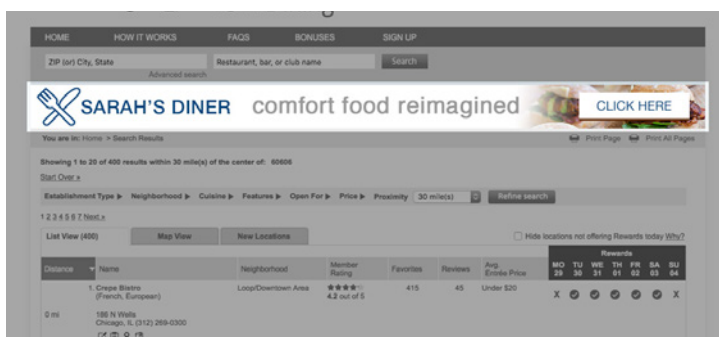 HOME HOW IT WORKS FAQS BONUSES SIGN UP
ZIP (or) City, State Restaurant, bar, or club name Search
Advanced search
SARAH'S DINER comfort food reimagined CLICK HERE
You are in: Home > Search Results Print Page Print All Pages
Showing 1 to 20 of 400 results within 30 mile(s) of the center of: 60606
Start Over »
Establishment Type Neighborhood Cuisine Features Open For Price Proximity 30 mile(s) Refine search
1 2 3 4 5 6 7 Next »
List View (400) Map View New Locations Hide locations not offering Rewards today Why?
Rewards
Distance Name Neighborhood Member Rating Favorites Reviews Avg. Entrée Price MO 29 TU 30 WE 31 TH 01 FR 02 SA 03 SU 04
1. Crepe Bistro Loop/Downtown Area 415 45 Under $20 X X
(French, European) 4.2 out of 5
0 mi 186 N Wells
Chicago, IL (312) 269-0300